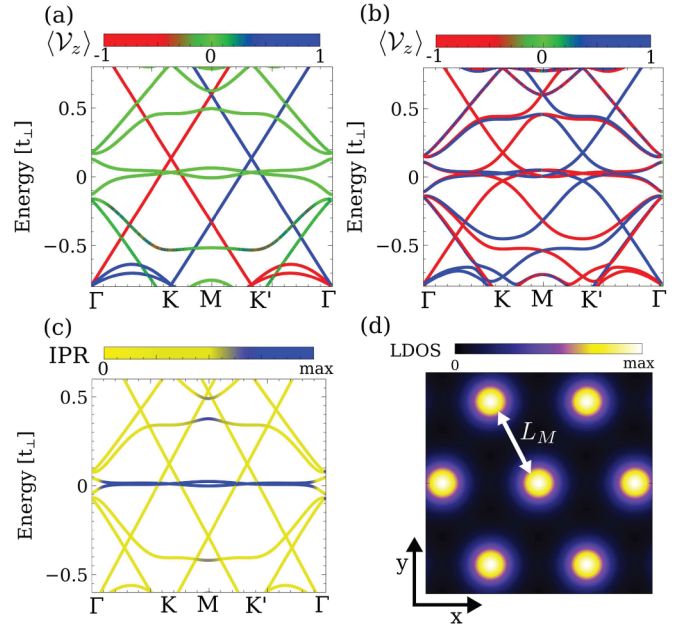 (a)
(b)
⟨𝒱z⟩
-1
0
1
⟨𝒱z⟩
-1
0
1
Energy [t⊥]
0.5
0
−0.5
Γ
K
M
K'
Γ
Energy [t⊥]
0.5
0
−0.5
Γ
K
M
K'
Γ
(c)
(d)
IPR
0
max
LDOS
0
max
Energy [t⊥]
0.5
0
−0.5
Γ
K
M
K'
Γ
L_M
y
x